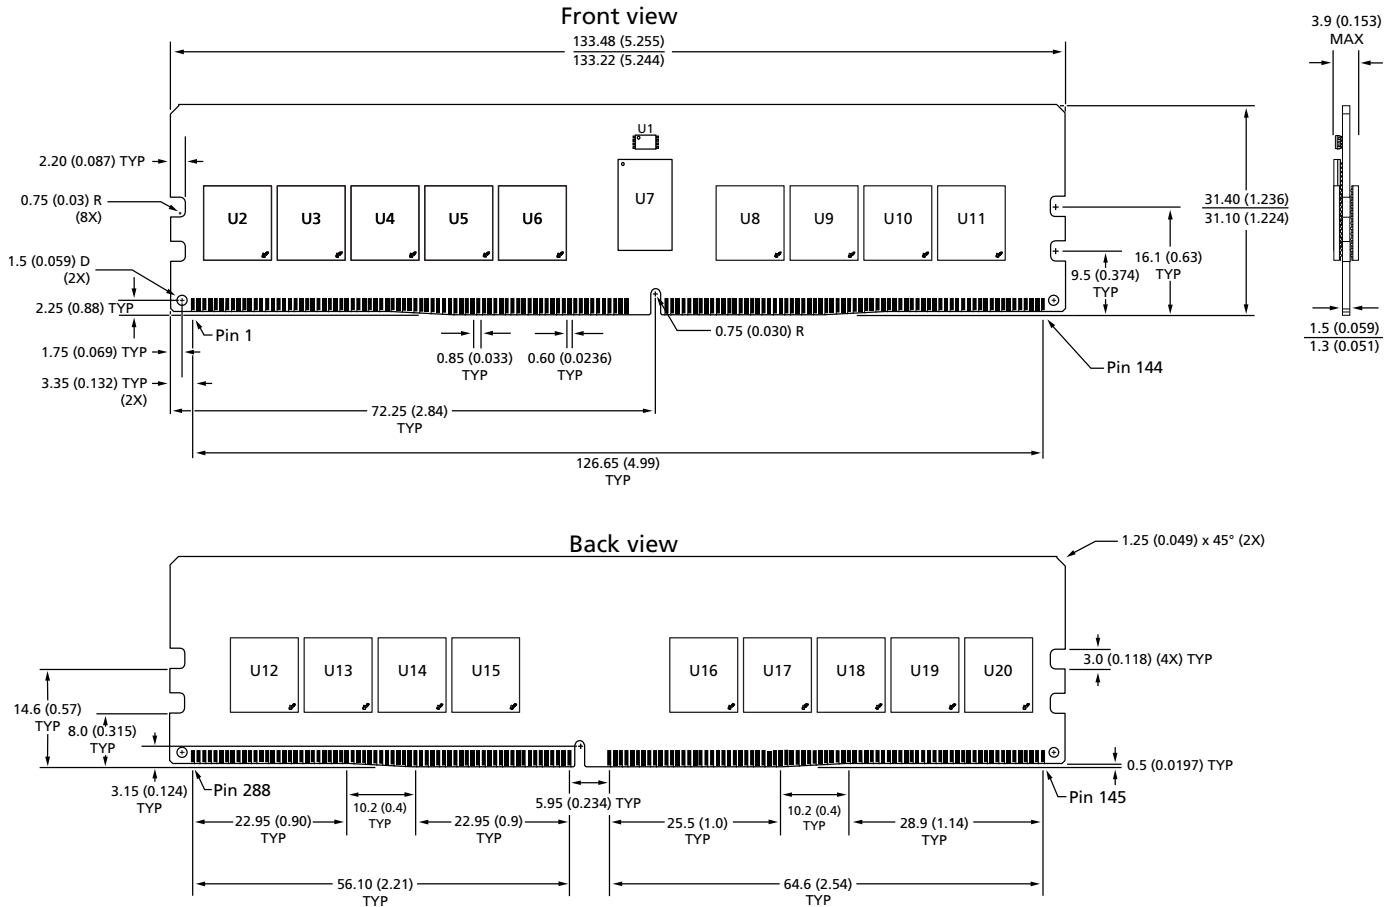 Front view
133.48 (5.255)
133.22 (5.244)
3.9 (0.153)
MAX
U1
2.20 (0.087) TYP
0.75 (0.03) R
(8X)
U2
U3
U4
U5
U6
U7
U8
U9
U10
U11
31.40 (1.236)
31.10 (1.224)
16.1 (0.63)
TYP
9.5 (0.374)
TYP
1.5 (0.059) D
(2X)
2.25 (0.88) TYP
Pin 1
1.75 (0.069) TYP
0.85 (0.033)
TYP
0.60 (0.0236)
TYP
0.75 (0.030) R
1.5 (0.059)
1.3 (0.051)
Pin 144
3.35 (0.132) TYP
(2X)
72.25 (2.84)
TYP
126.65 (4.99)
TYP
Back view
1.25 (0.049) x 45° (2X)
U12
U13
U14
U15
U16
U17
U18
U19
U20
3.0 (0.118) (4X) TYP
14.6 (0.57)
TYP
8.0 (0.315)
TYP
0.5 (0.0197) TYP
3.15 (0.124)
TYP
Pin 288
Pin 145
5.95 (0.234) TYP
22.95 (0.90)
TYP
10.2 (0.4)
TYP
22.95 (0.9)
TYP
25.5 (1.0)
TYP
10.2 (0.4)
TYP
28.9 (1.14)
TYP
56.10 (2.21)
TYP
64.6 (2.54)
TYP